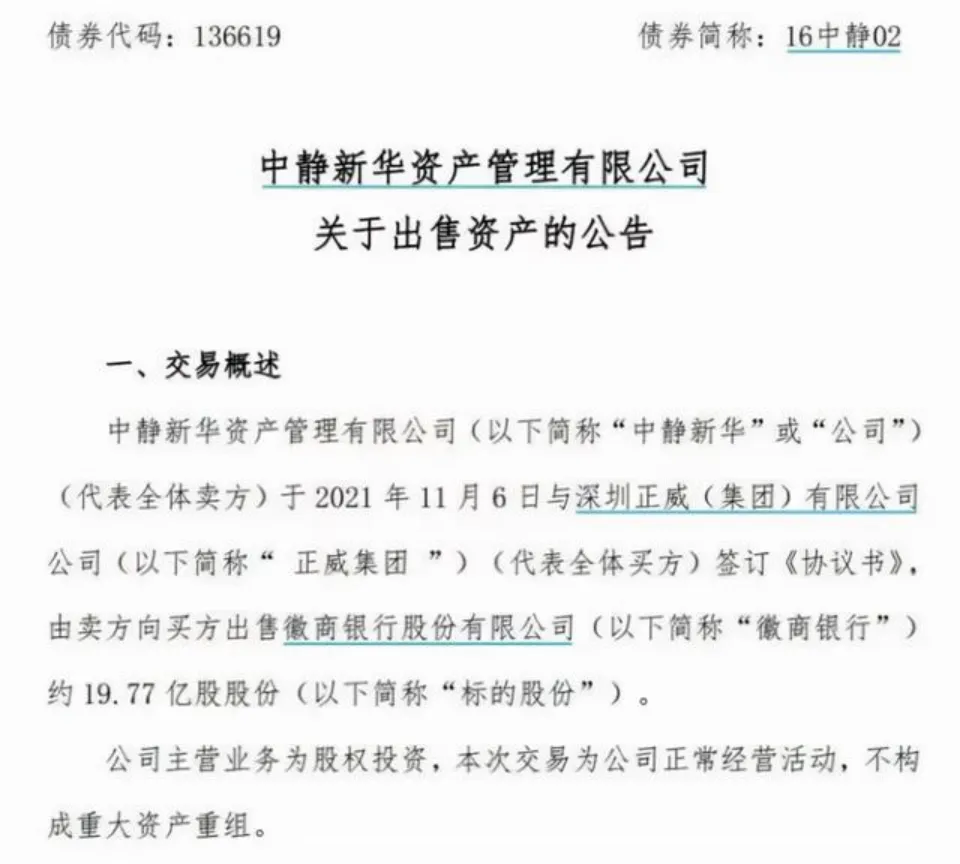 债券代码：136619 债券简称：16中静02
中静新华资产管理有限公司
关于出售资产的公告
一、交易概述
中静新华资产管理有限公司（以下简称“中静新华”或“公司”）
（代表全体卖方）于 2021 年 11 月 6 日与深圳正威（集团）有限公司
公司（以下简称“ 正威集团 ”）（代表全体买方）签订《协议书》，
由卖方向买方出售徽商银行股份有限公司（以下简称“徽商银行”）
约 19.77 亿股股份（以下简称“标的股份”）。
公司主营业务为股权投资，本次交易为公司正常经营活动，不构
成重大资产重组。